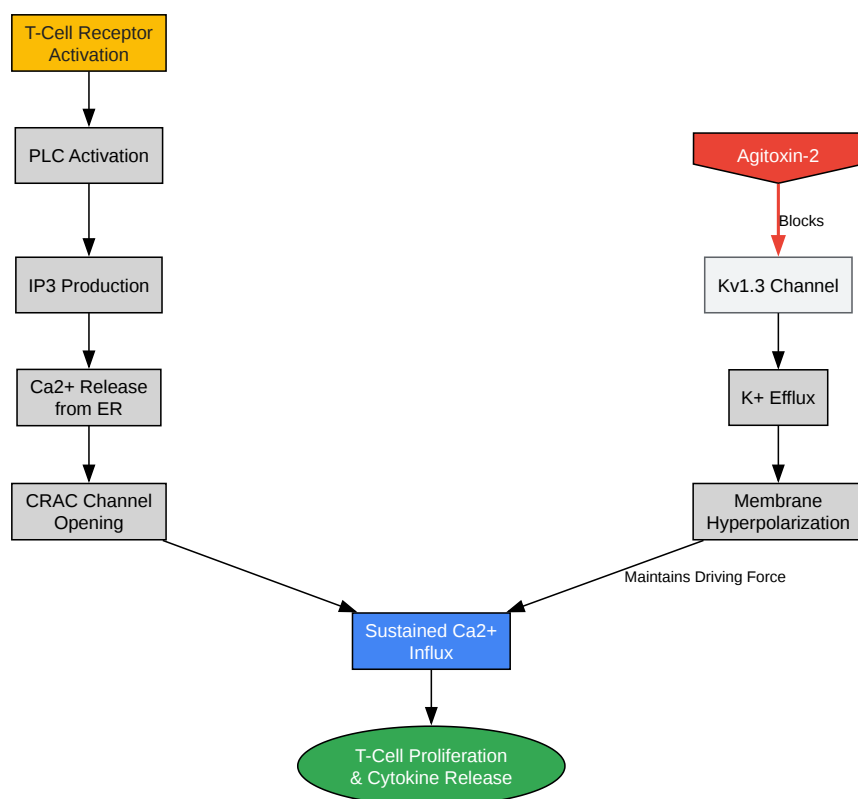 T-Cell Receptor
Activation
PLC Activation
Agitoxin-2
Blocks
IP3 Production
Kv1.3 Channel
Ca2+ Release
from ER
K+ Efflux
CRAC Channel
Opening
Membrane
Hyperpolarization
Maintains Driving Force
Sustained Ca2+
Influx
T-Cell Proliferation
& Cytokine Release